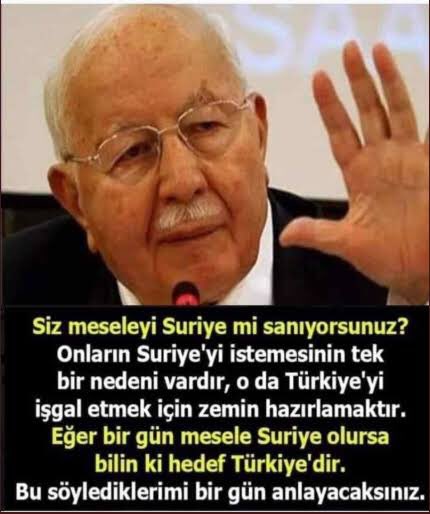 SAA
Siz meseleyi Suriye mi sanıyorsunuz?
Onların Suriye'yi istemesinin tek
bir nedeni vardır, o da Türkiye'yi
işgal etmek için zemin hazırlamaktır.
Eğer bir gün mesele Suriye olursa
bilin ki hedef Türkiye'dir.
Bu söylediklerimi bir gün anlayacaksınız.